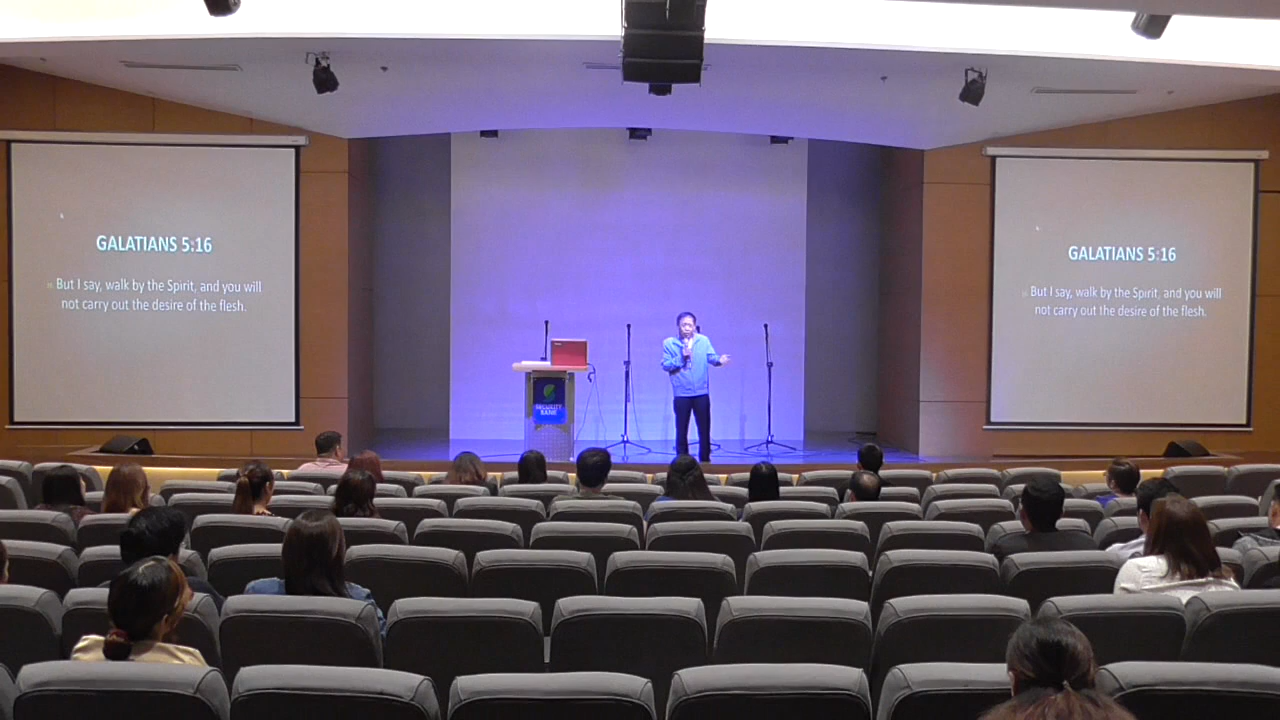 GALATIANS 5:16
But I say, walk by the Spirit, and you will
not carry out the desire of the flesh.
SECURITY
BANK
GALATIANS 5:16
But I say, walk by the Spirit, and you will
not carry out the desire of the flesh.